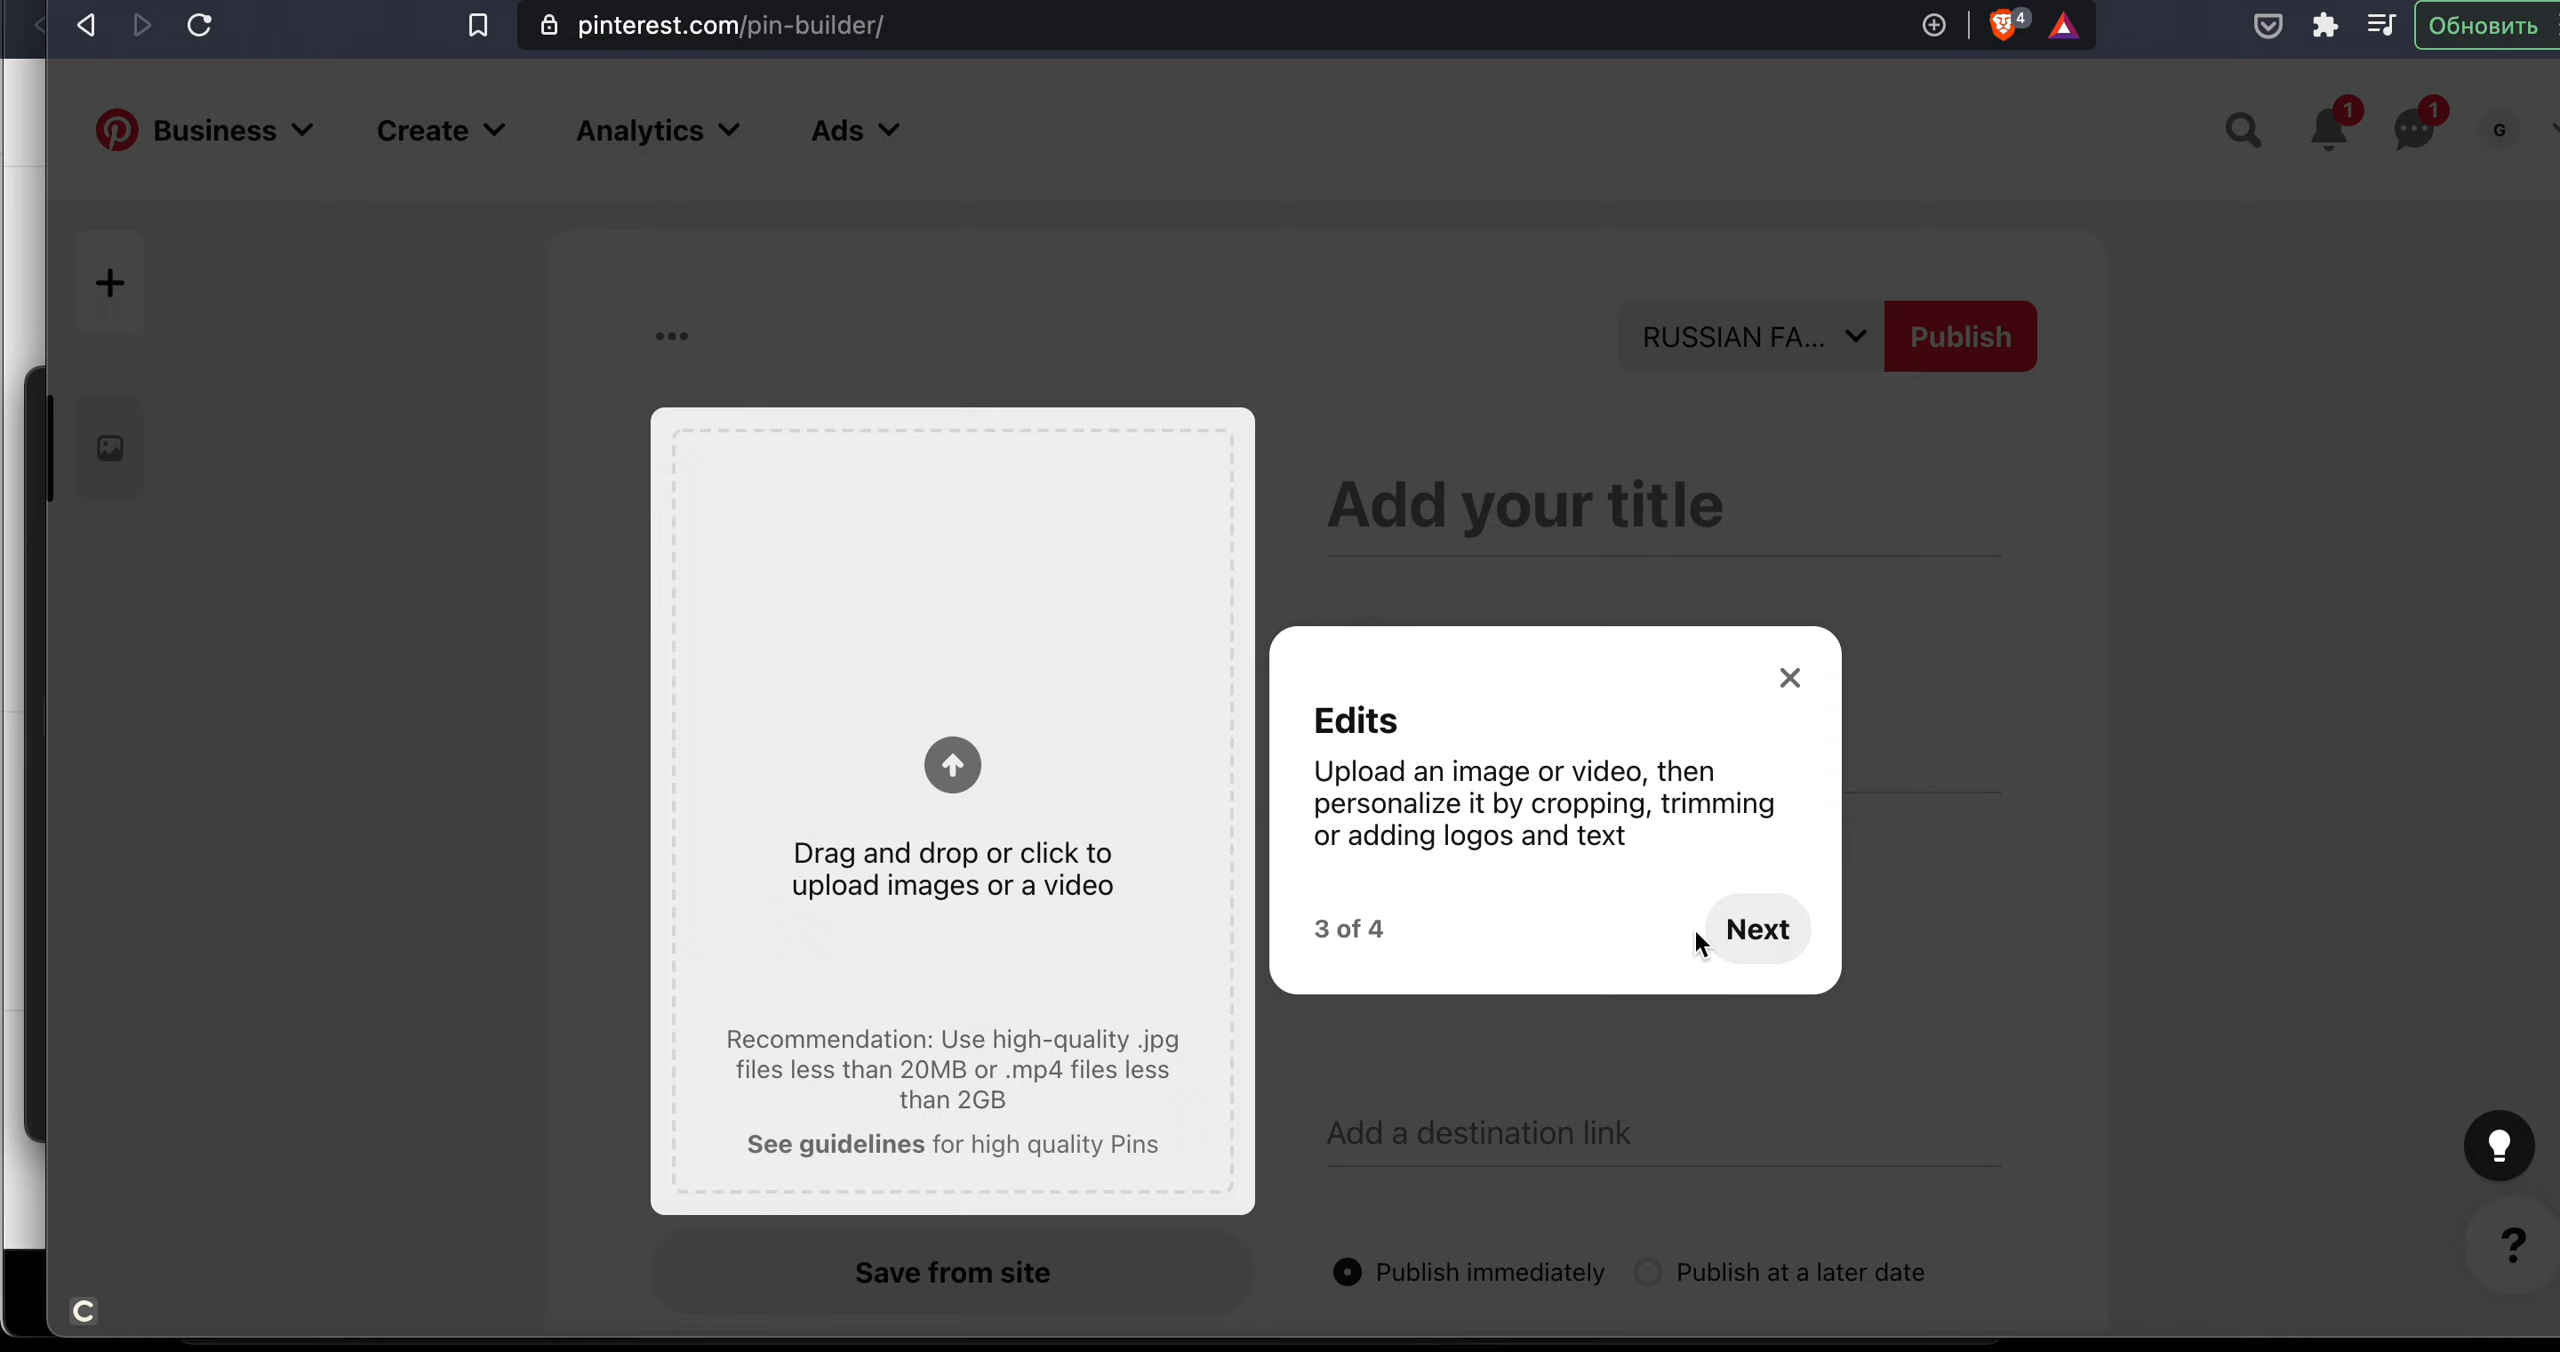 pinterest.com/pin-builder/
4
Обновить
Business
Create
Analytics
Ads
1
1
G
RUSSIAN FA...
Publish
Add your title
Edits
Upload an image or video, then
personalize it by cropping, trimming
or adding logos and text
3 of 4
Next
Drag and drop or click to
upload images or a video
Recommendation: Use high-quality .jpg
files less than 20MB or .mp4 files less
than 2GB
See guidelines for high quality Pins
Add a destination link
Save from site
Publish immediately
Publish at a later date
?
C